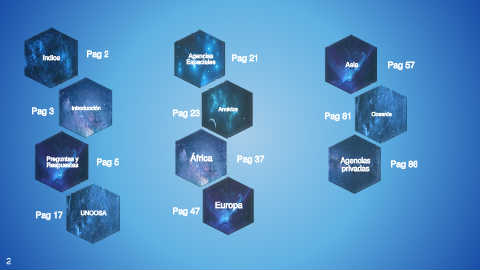 Indice
Pag 2
Introducción
Pag 3
Preguntas y
Respuestas
Pag 5
UNOOSA
Pag 17
Agencias
Espaciales
Pag 21
Pag 23
África
Pag 37
Europa
Pag 47
Asia
Pag 57
Oceanía
Pag 81
Agencias
privadas
Pag 86
2